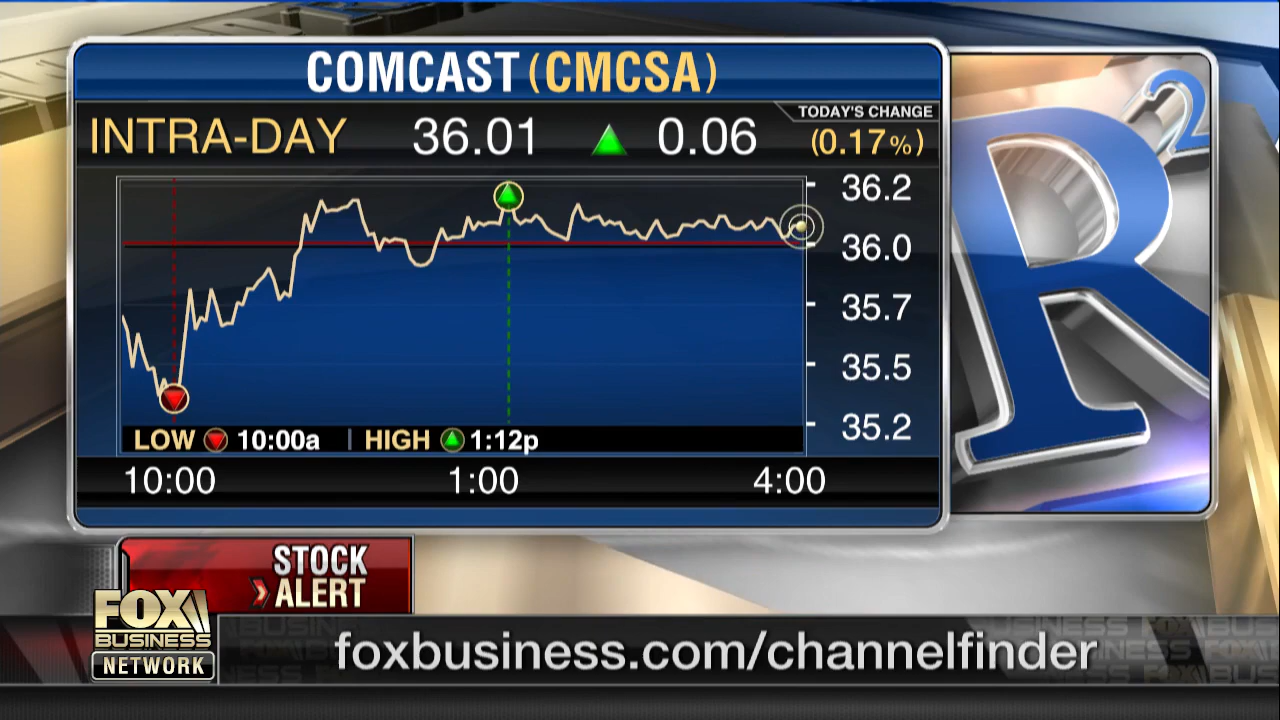 COMCAST (CMCSA)
TODAY'S CHANGE
INTRA-DAY 36.01 0.06 (0.17%)
36.2
36.0
35.7
35.5
35.2
LOW 10:00a | HIGH 1:12p
10:00 1:00 4:00
R2
STOCK
ALERT
FOX
BUSINESS
NETWORK
foxbusiness.com/channelfinder